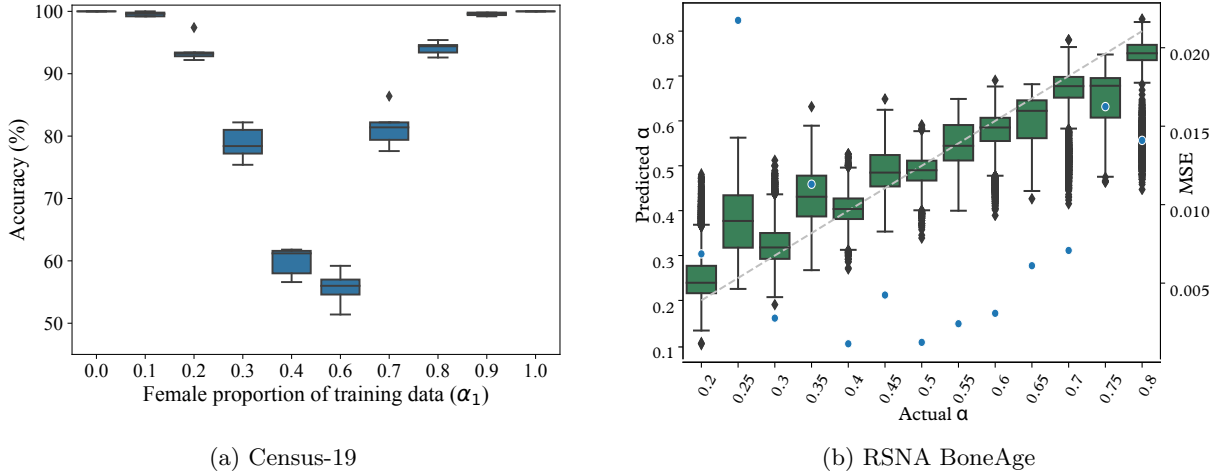 100
90
80
70
60
50
Accuracy (%)
0.0 0.1 0.2 0.3 0.4 0.6 0.7 0.8 0.9 1.0
Female proportion of training data (α₁)
(a) Census-19
0.8
0.7
0.6
0.5
0.4
0.3
0.2
0.1
Predicted α
0.020
0.015
0.010
0.005
MSE
0.2 0.25 0.3 0.35 0.4 0.45 0.5 0.55 0.6 0.65 0.7 0.75 0.8
Actual α
(b) RSNA BoneAge